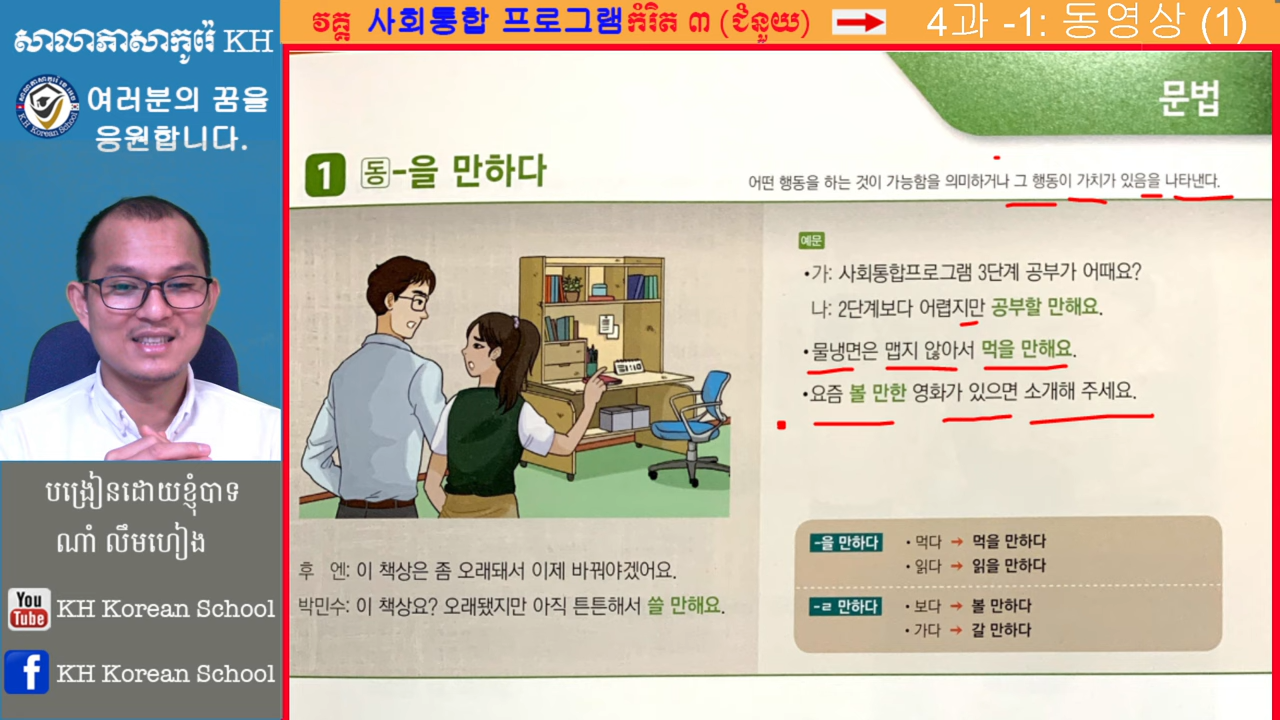 សាលាភាសាកូរ៉េ KH
여러분의 꿈을
응원합니다.
បង្រៀនដោយខ្ញុំបាទ
ណាំ លឹមហៀង
You Tube KH Korean School
f KH Korean School
វគ្គ 사회통합 프로그램 កំរិត ៣ (ជំនួយ) 4과 -1: 동영상 (1)
문법
1 동-을 만하다
어떤 행동을 하는 것이 가능함을 의미하거나 그 행동이 가치가 있음을 나타낸다.
예문
•가: 사회통합프로그램 3단계 공부가 어때요?
나: 2단계보다 어렵지만 공부할 만해요.
•물냉면은 맵지 않아서 먹을 만해요.
•요즘 볼 만한 영화가 있으면 소개해 주세요.
후 엔: 이 책상은 좀 오래돼서 이제 바꿔야겠어요.
박민수: 이 책상요? 오래됐지만 아직 튼튼해서 쓸 만해요.
-을 만하다 •먹다 → 먹을 만하다
•읽다 → 읽을 만하다
-ㄹ 만하다 •보다 → 볼 만하다
•가다 → 갈 만하다